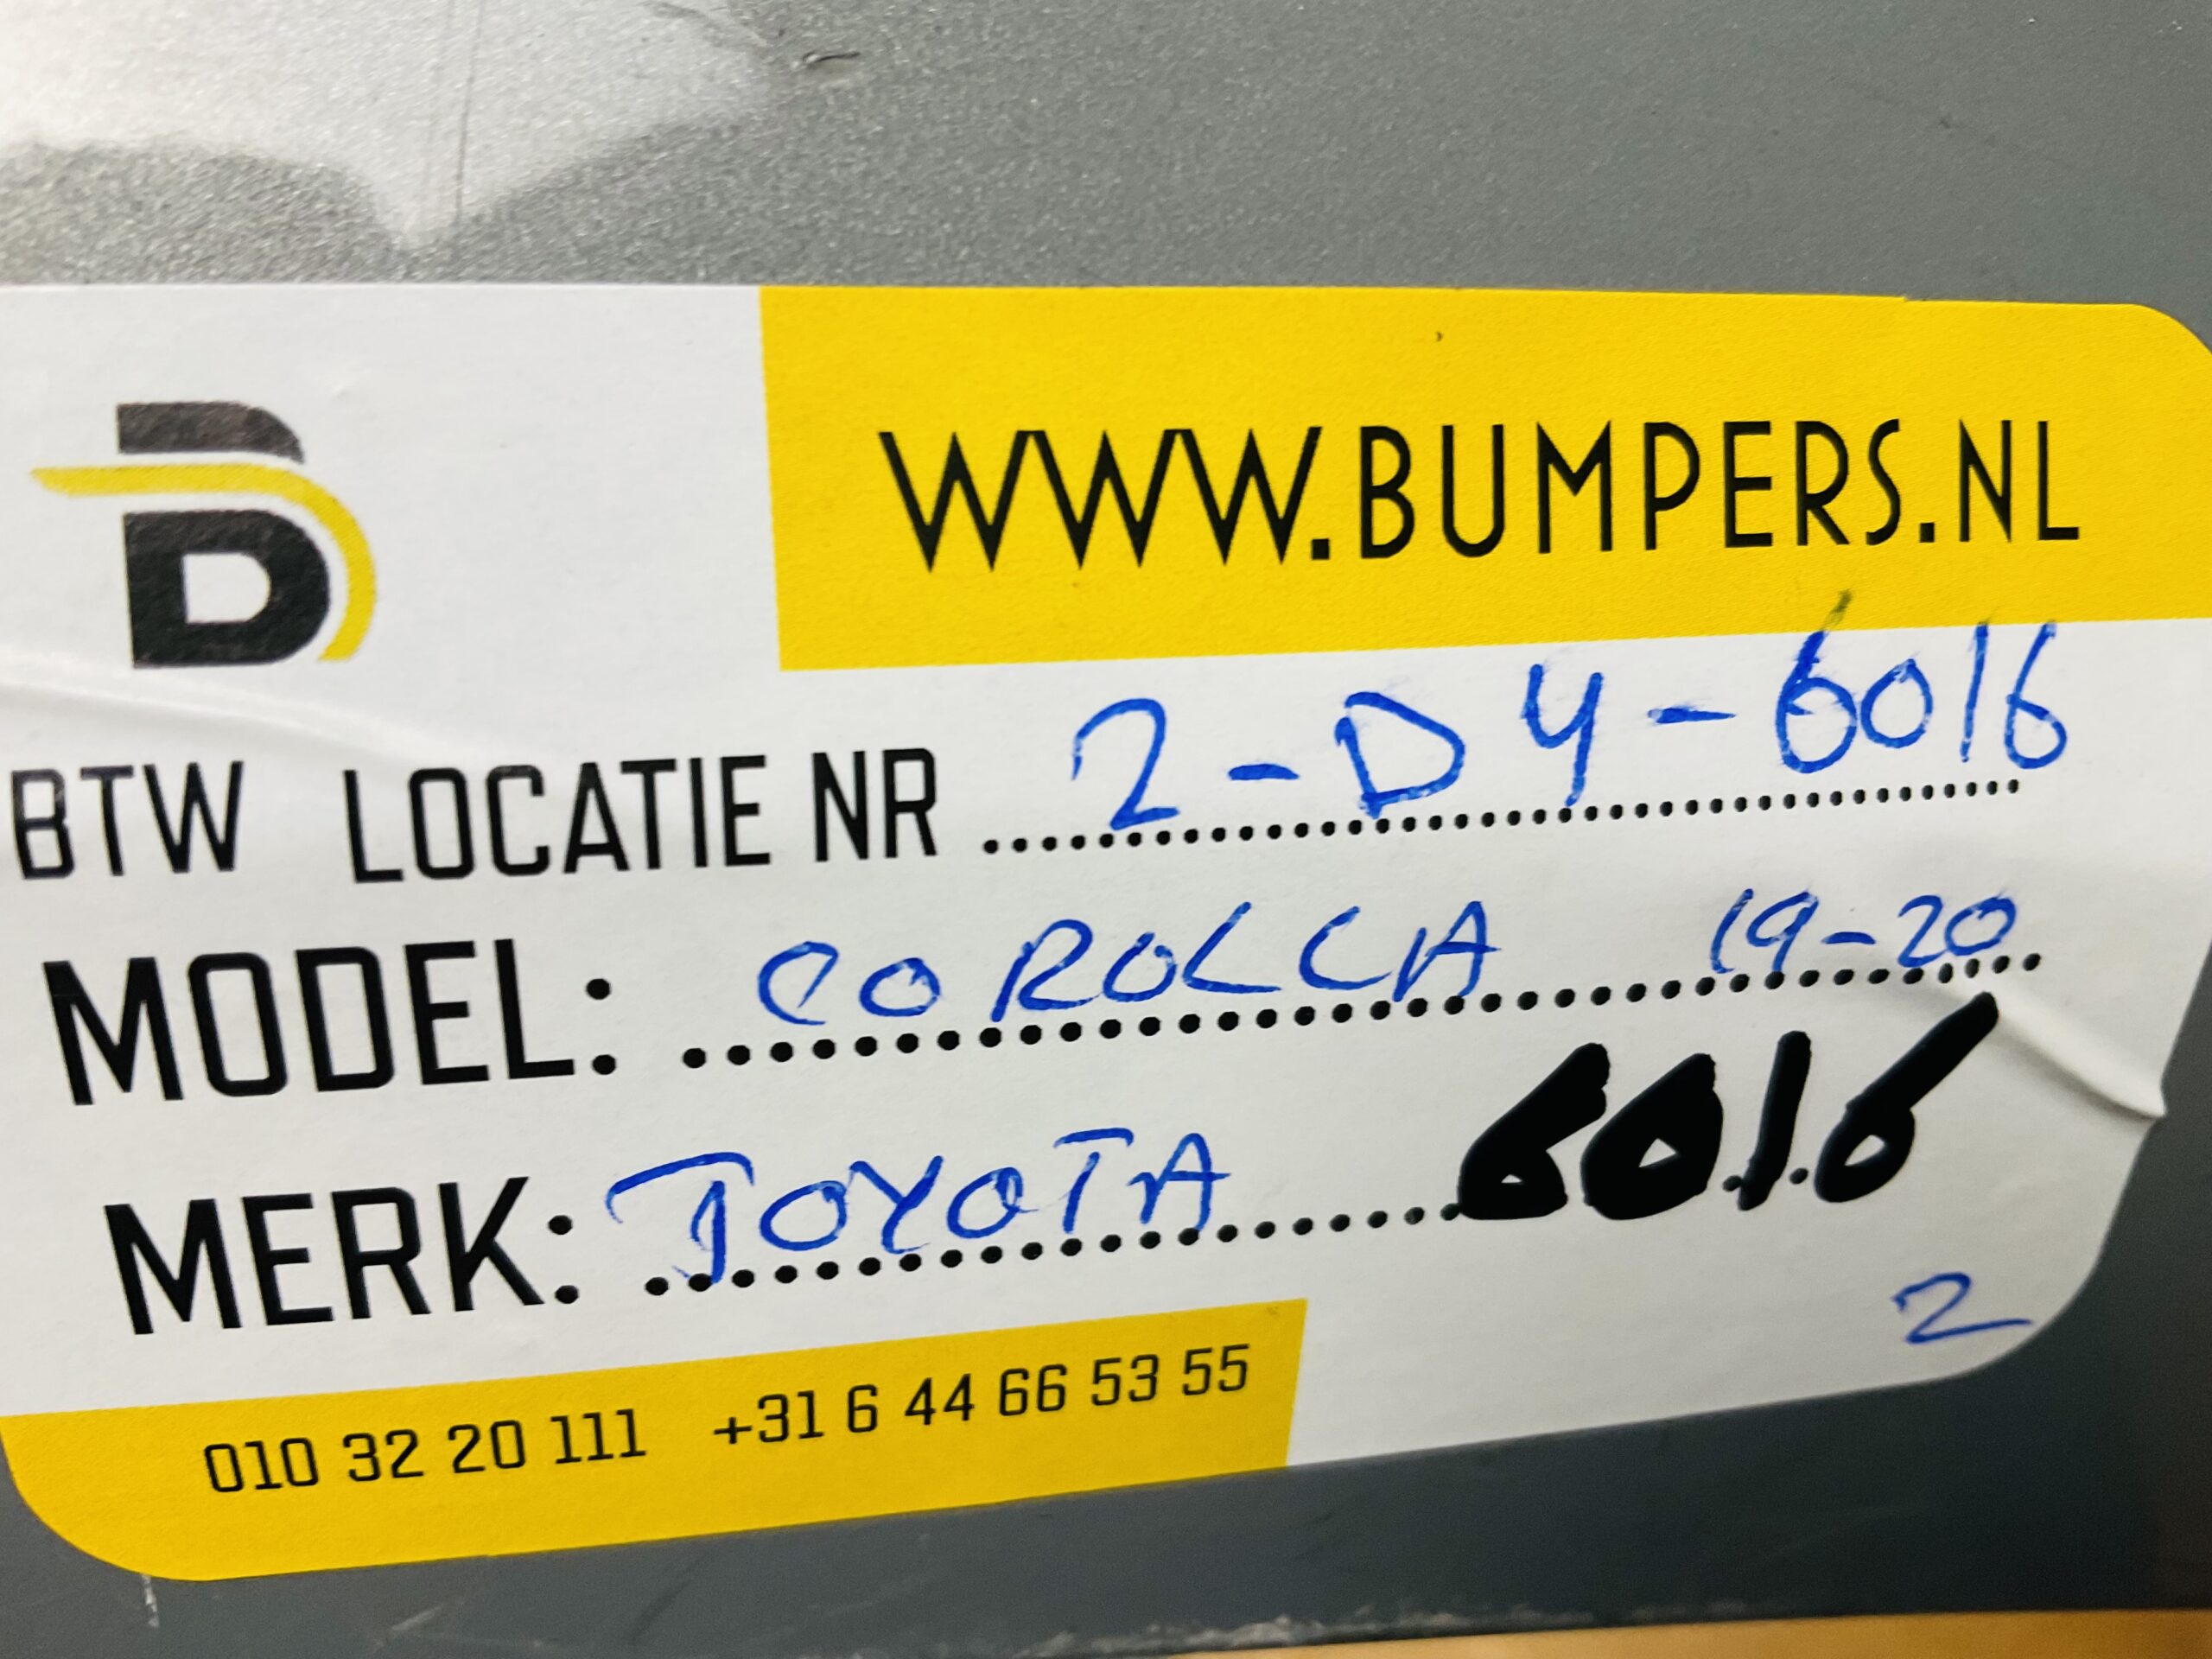 B
WWW.BUMPERS.NL
BTW LOCATIE NR 2-D4-6016
MODEL: COROLLA 19-20
MERK: TOYOTA 6016
2
010 32 20 111 +31 6 44 66 53 55